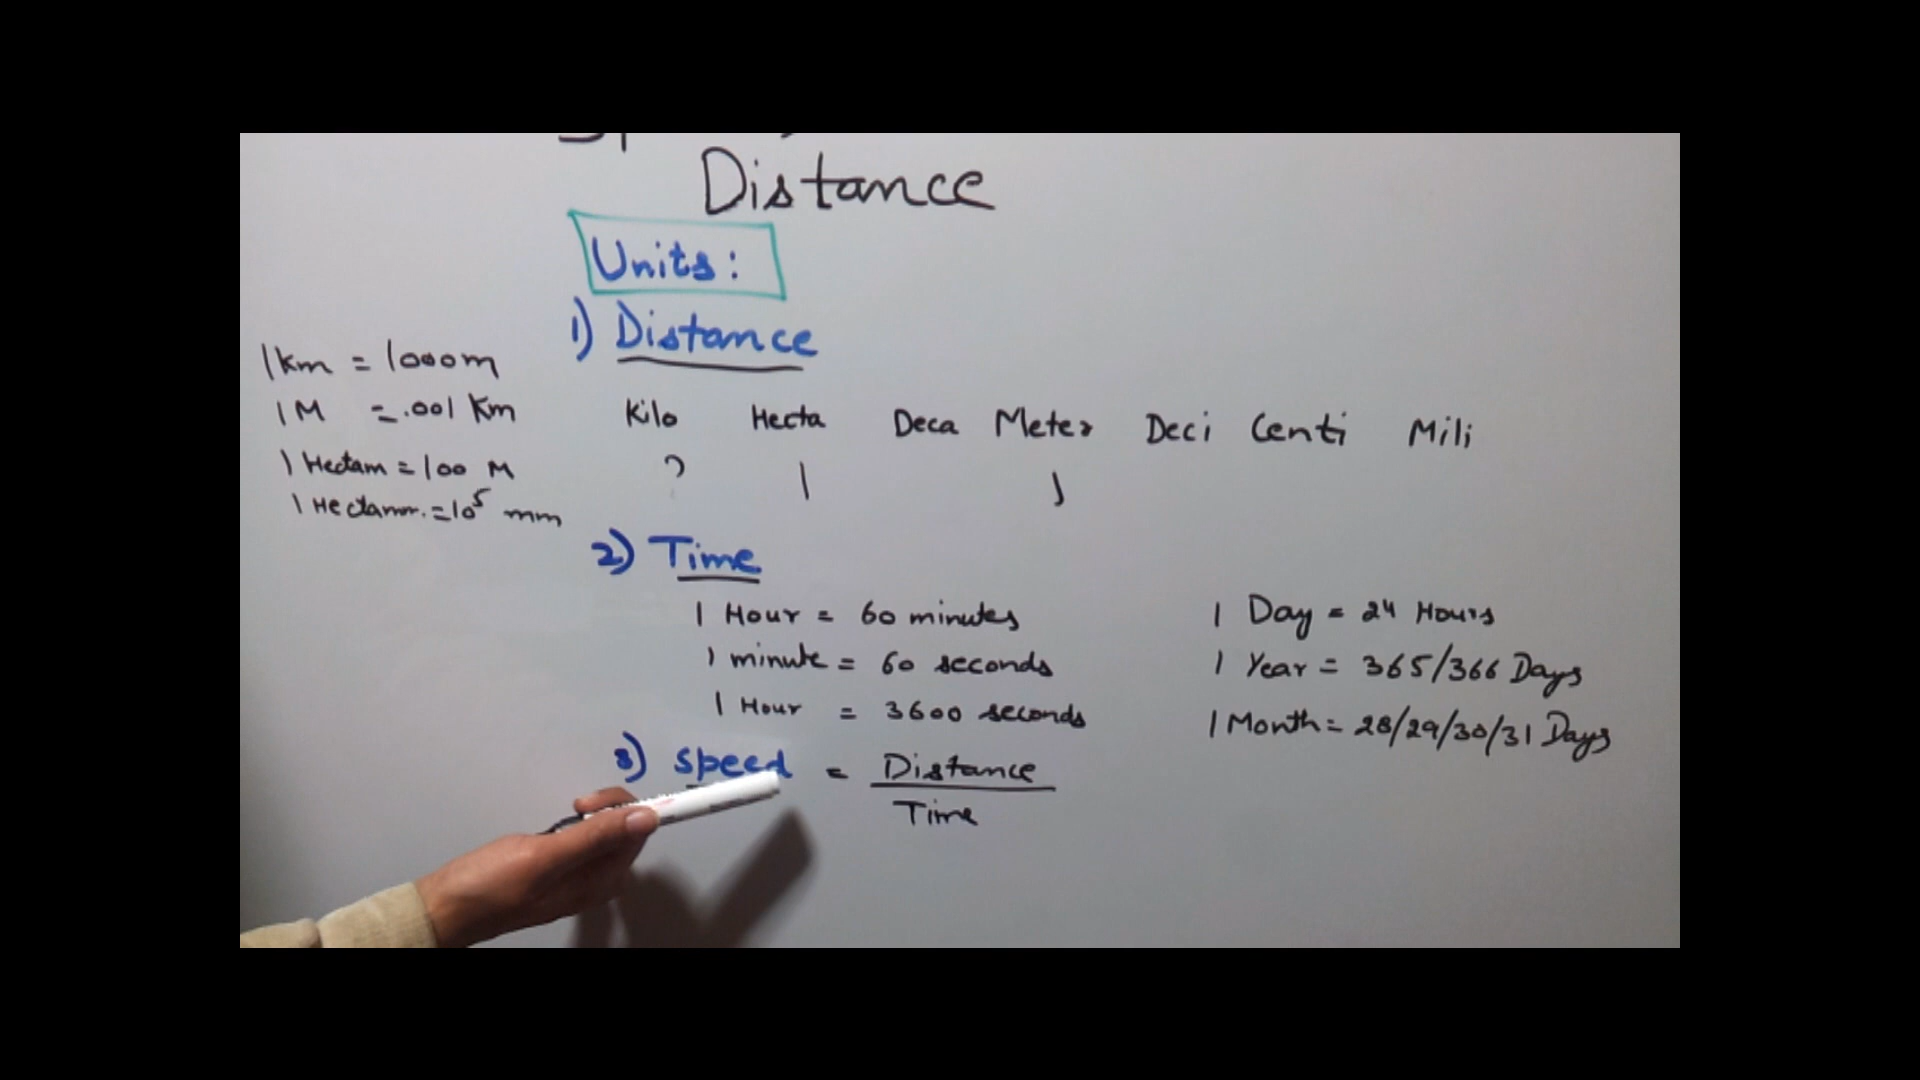 Distance
Units:
1) Distance
1km = 1000m
1M = .001 Km
1 Hectam = 100 M
1 Hectamm. = 10⁵ mm
Kilo Hecta Deca Meter Deci Centi Mili
2) Time
1 Hour = 60 minutes
1 minute = 60 seconds
1 Hour = 3600 seconds
1 Day = 24 Hours
1 Year = 365/366 Days
1 Month = 28/29/30/31 Days
3) Speed = Distance
Time